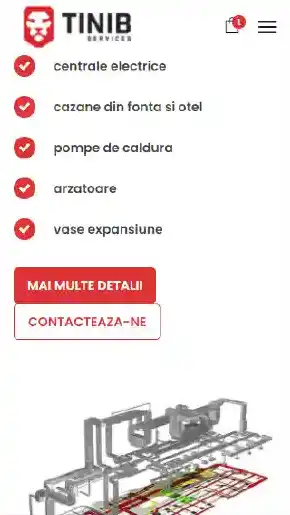 TINIB
SERVICES
1
centrale electrice
cazane din fonta si otel
pompe de caldura
arzatoare
vase expansiune
MAI MULTE DETALII
CONTACTEAZA-NE